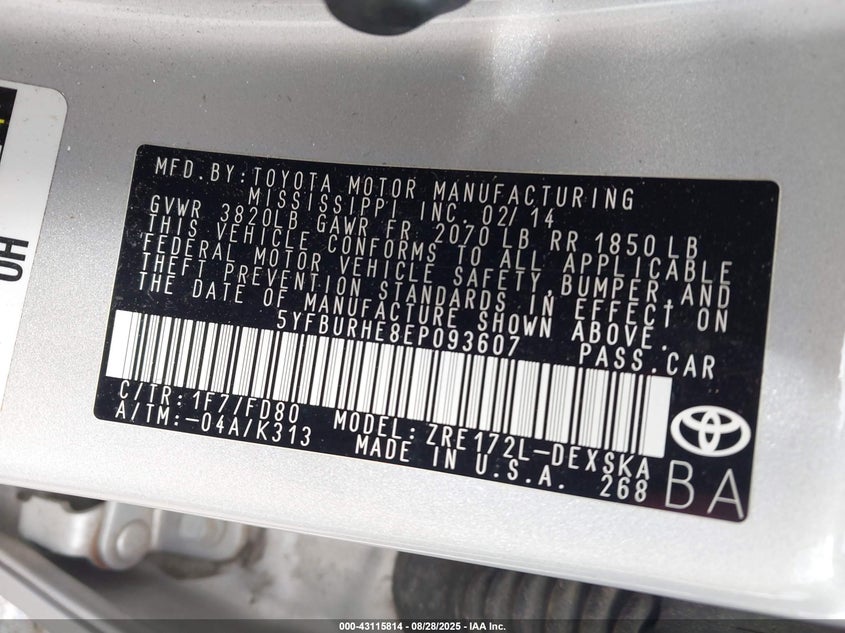 MFD. BY: TOYOTA MOTOR MANUFACTURING
MISSISSIPPI INC. 02/14
GVWR 3820LB GAWR FR 2070 LB RR 1850 LB
THIS VEHICLE CONFORMS TO ALL APPLICABLE
FEDERAL MOTOR VEHICLE SAFETY, BUMPER, AND
THEFT PREVENTION STANDARDS IN EFFECT ON
THE DATE OF MANUFACTURE SHOWN ABOVE.
5YFBURHE8EP093607 PASS. CAR
C/TR: 1F7/FD80 MODEL: ZRE172L-DEXSKA
A/TM: -04A/K313 MADE IN U.S.A. 268
BA
OH
000-43115814 - 08/28/2025 - IAA Inc.